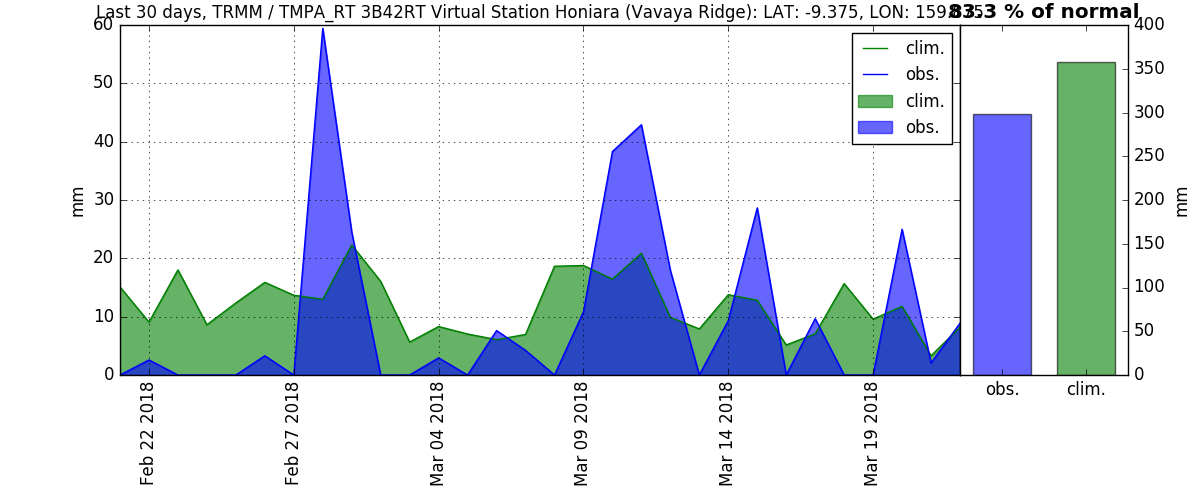 Last 30 days, TRMM / TMPA_RT 3B42RT Virtual Station Honiara (Vavaya Ridge): LAT: -9.375, LON:
83.3 % of normal
60
50
40
30
20
10
0
mm
clim.
obs.
clim.
obs.
Feb 22 2018
Feb 27 2018
Mar 04 2018
Mar 09 2018
Mar 14 2018
Mar 19 2018
400
350
300
250
200
150
100
50
0
mm
obs.
clim.